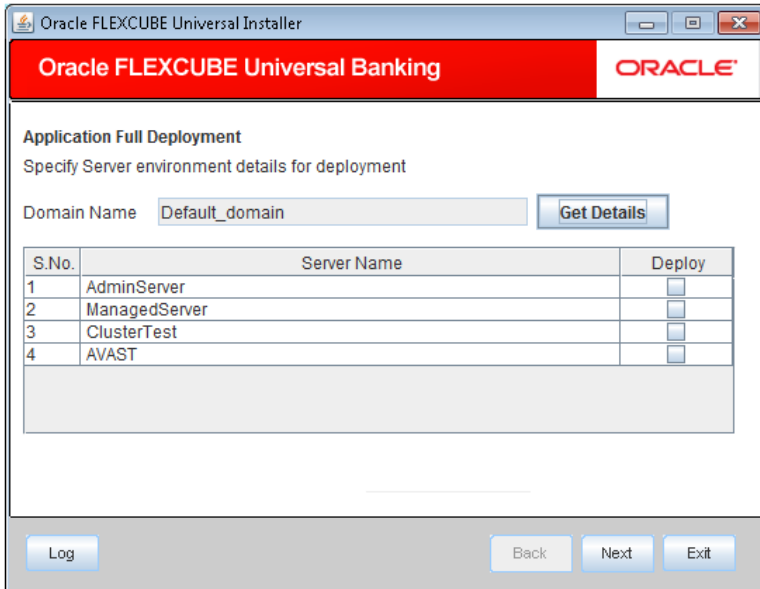 Oracle FLEXCUBE Universal Installer
Oracle FLEXCUBE Universal Banking
ORACLE
Application Full Deployment
Specify Server environment details for deployment
Domain Name Default_domain Get Details
S.No. Server Name Deploy
1 AdminServer
2 ManagedServer
3 ClusterTest
4 AVAST
Log Back Next Exit